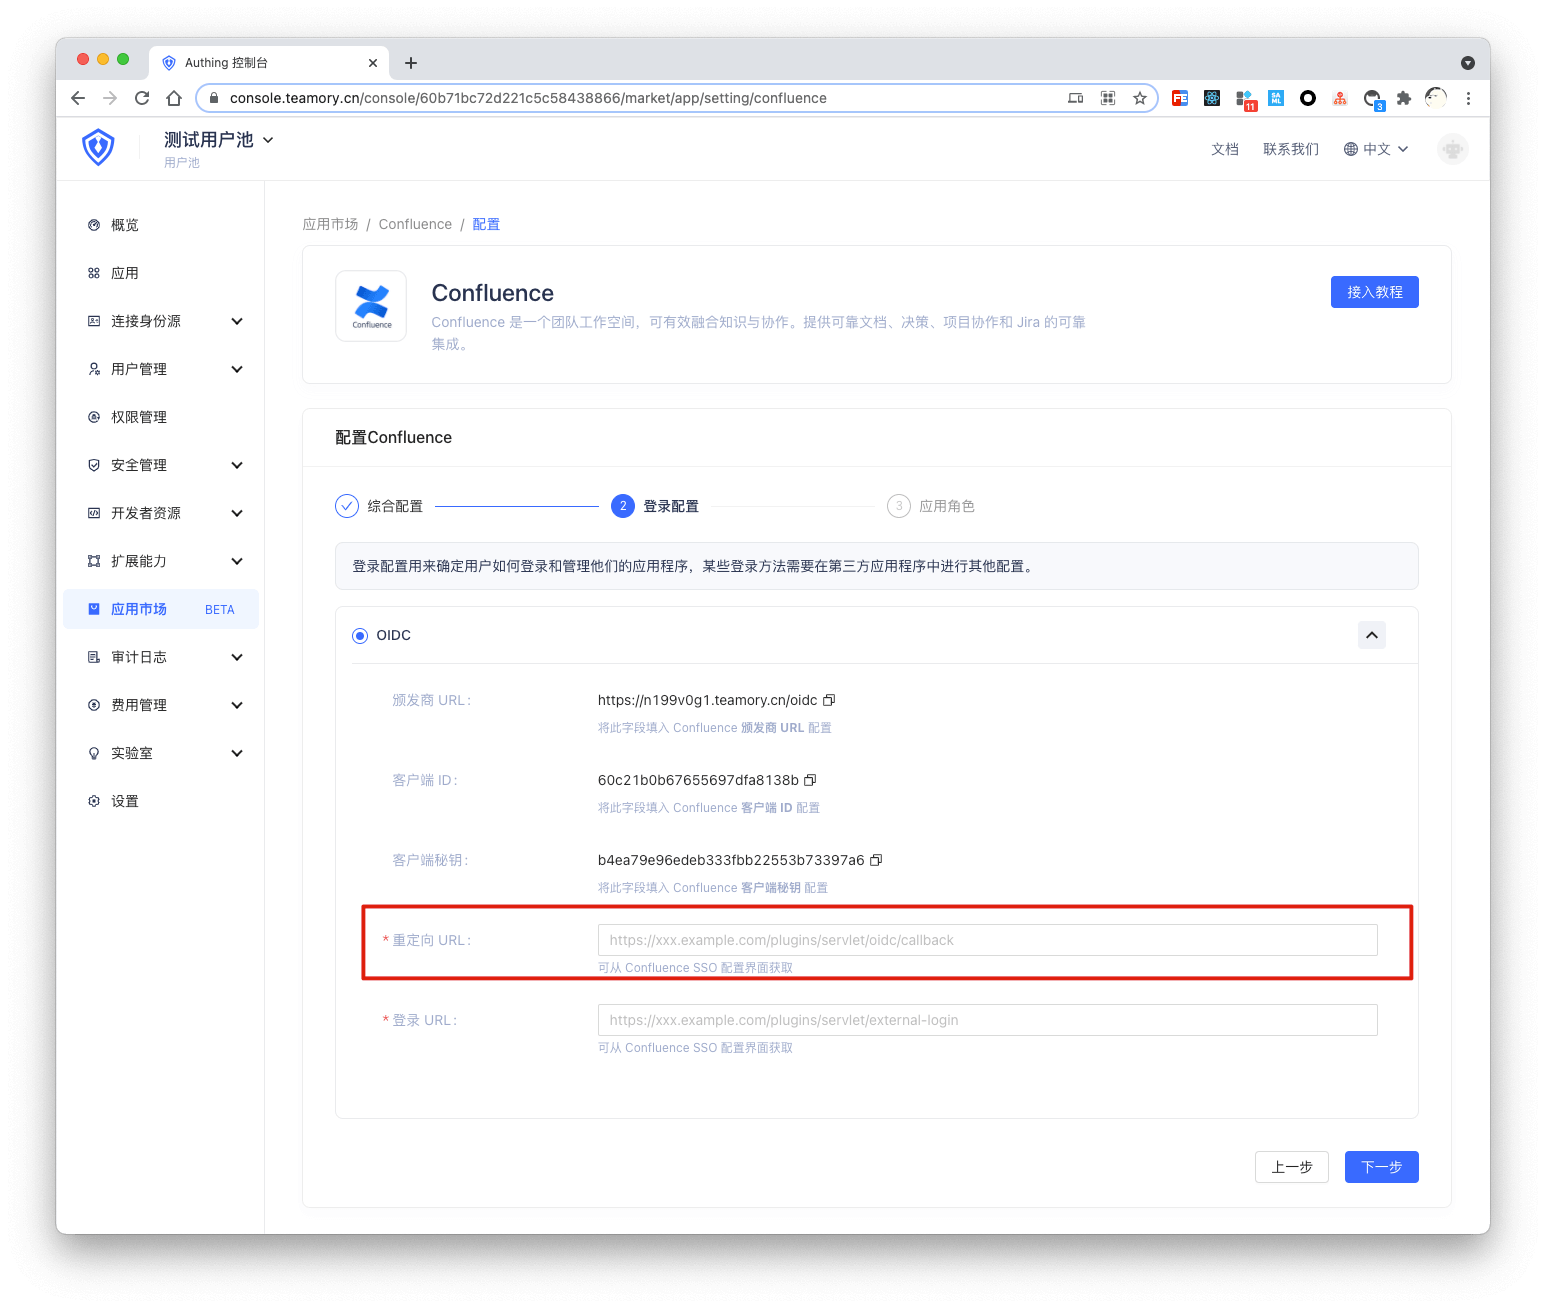 Authing 控制台
console.teamory.cn/console/60b71bc72d221c5c58438866/market/app/setting/confluence
FE
11
SA
ML
3
测试用户池
用户池
文档
联系我们
中文
概览
应用
连接身份源
用户管理
权限管理
安全管理
开发者资源
扩展能力
应用市场 BETA
审计日志
费用管理
实验室
设置
应用市场 / Confluence / 配置
Confluence
Confluence
Confluence 是一个团队工作空间，可有效融合知识与协作。提供可靠文档、决策、项目协作和 Jira 的可靠
集成。
接入教程
配置Confluence
综合配置
2 登录配置
3 应用角色
登录配置用来确定用户如何登录和管理他们的应用程序，某些登录方法需要在第三方应用程序中进行其他配置。
OIDC
颁发商 URL：
https://n199v0g1.teamory.cn/oidc
将此字段填入 Confluence 颁发商 URL 配置
客户端 ID：
60c21b0b67655697dfa8138b
将此字段填入 Confluence 客户端 ID 配置
客户端秘钥：
b4ea79e96edeb333fbb22553b73397a6
将此字段填入 Confluence 客户端秘钥 配置
* 重定向 URL：
https://xxx.example.com/plugins/servlet/oidc/callback
可从 Confluence SSO 配置界面获取
* 登录 URL：
https://xxx.example.com/plugins/servlet/external-login
可从 Confluence SSO 配置界面获取
上一步
下一步